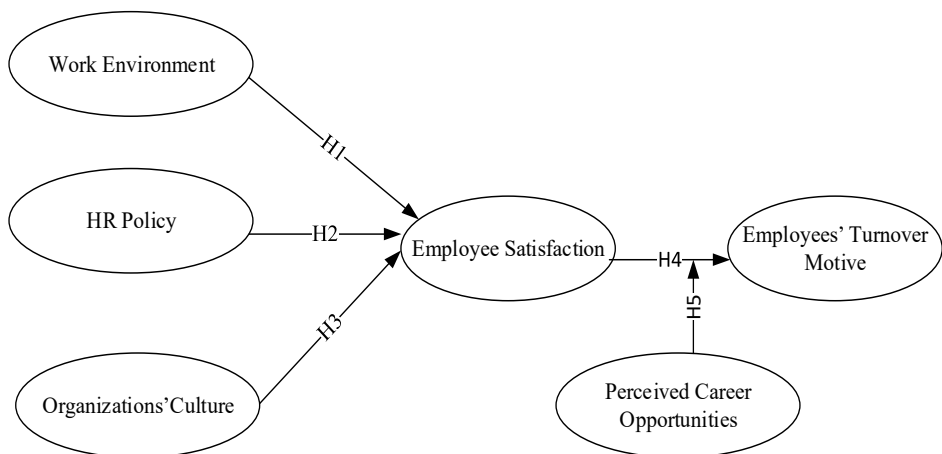 Work Environment
H1
HR Policy
H2
Employee Satisfaction
H4
Employees’ Turnover
Motive
H3
H5
Organizations’Culture
Perceived Career
Opportunities